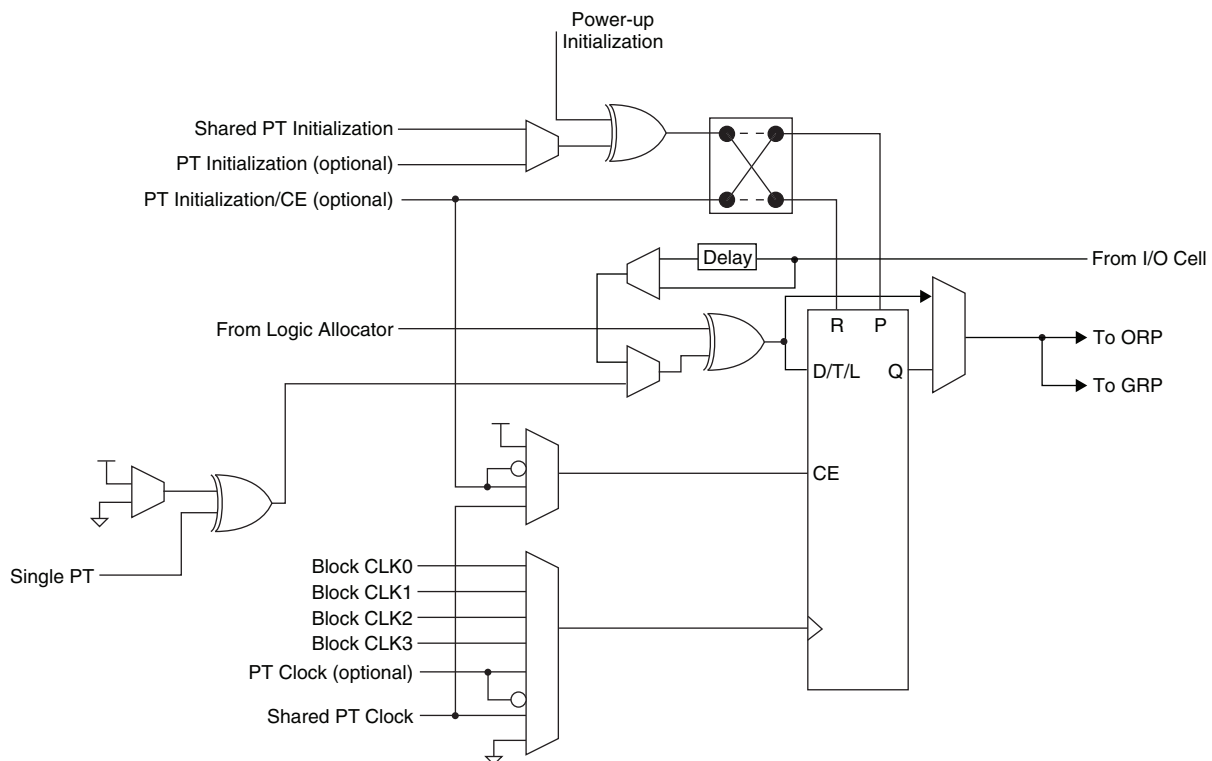 Power-up
Initialization
Shared PT Initialization
PT Initialization (optional)
PT Initialization/CE (optional)
Delay
From I/O Cell
From Logic Allocator
R
P
To ORP
D/T/L
Q
To GRP
CE
Single PT
Block CLK0
Block CLK1
Block CLK2
Block CLK3
PT Clock (optional)
Shared PT Clock